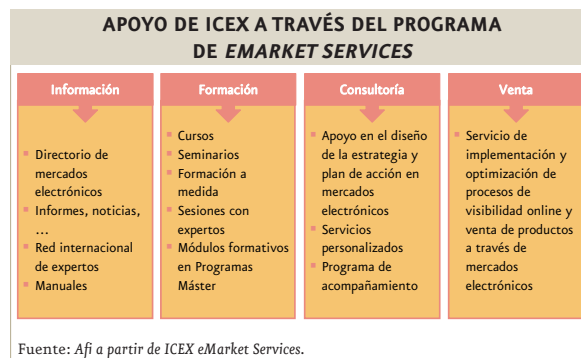 APOYO DE ICEX A TRAVÉS DEL PROGRAMA
DE EMARKET SERVICES
Información
Directorio de
mercados
electrónicos
Informes, noticias,
...
Red internacional
de expertos
Manuales
Formación
Cursos
Seminarios
Formación a
medida
Sesiones con
expertos
Módulos formativos
en Programas
Máster
Consultoría
Apoyo en el diseño
de la estrategia y
plan de acción en
mercados
electrónicos
Servicios
personalizados
Programa de
acompañamiento
Venta
Servicio de
implementación y
optimización de
procesos de
visibilidad online y
venta de productos
a través de
mercados
electrónicos
Fuente: Afi a partir de ICEX eMarket Services.